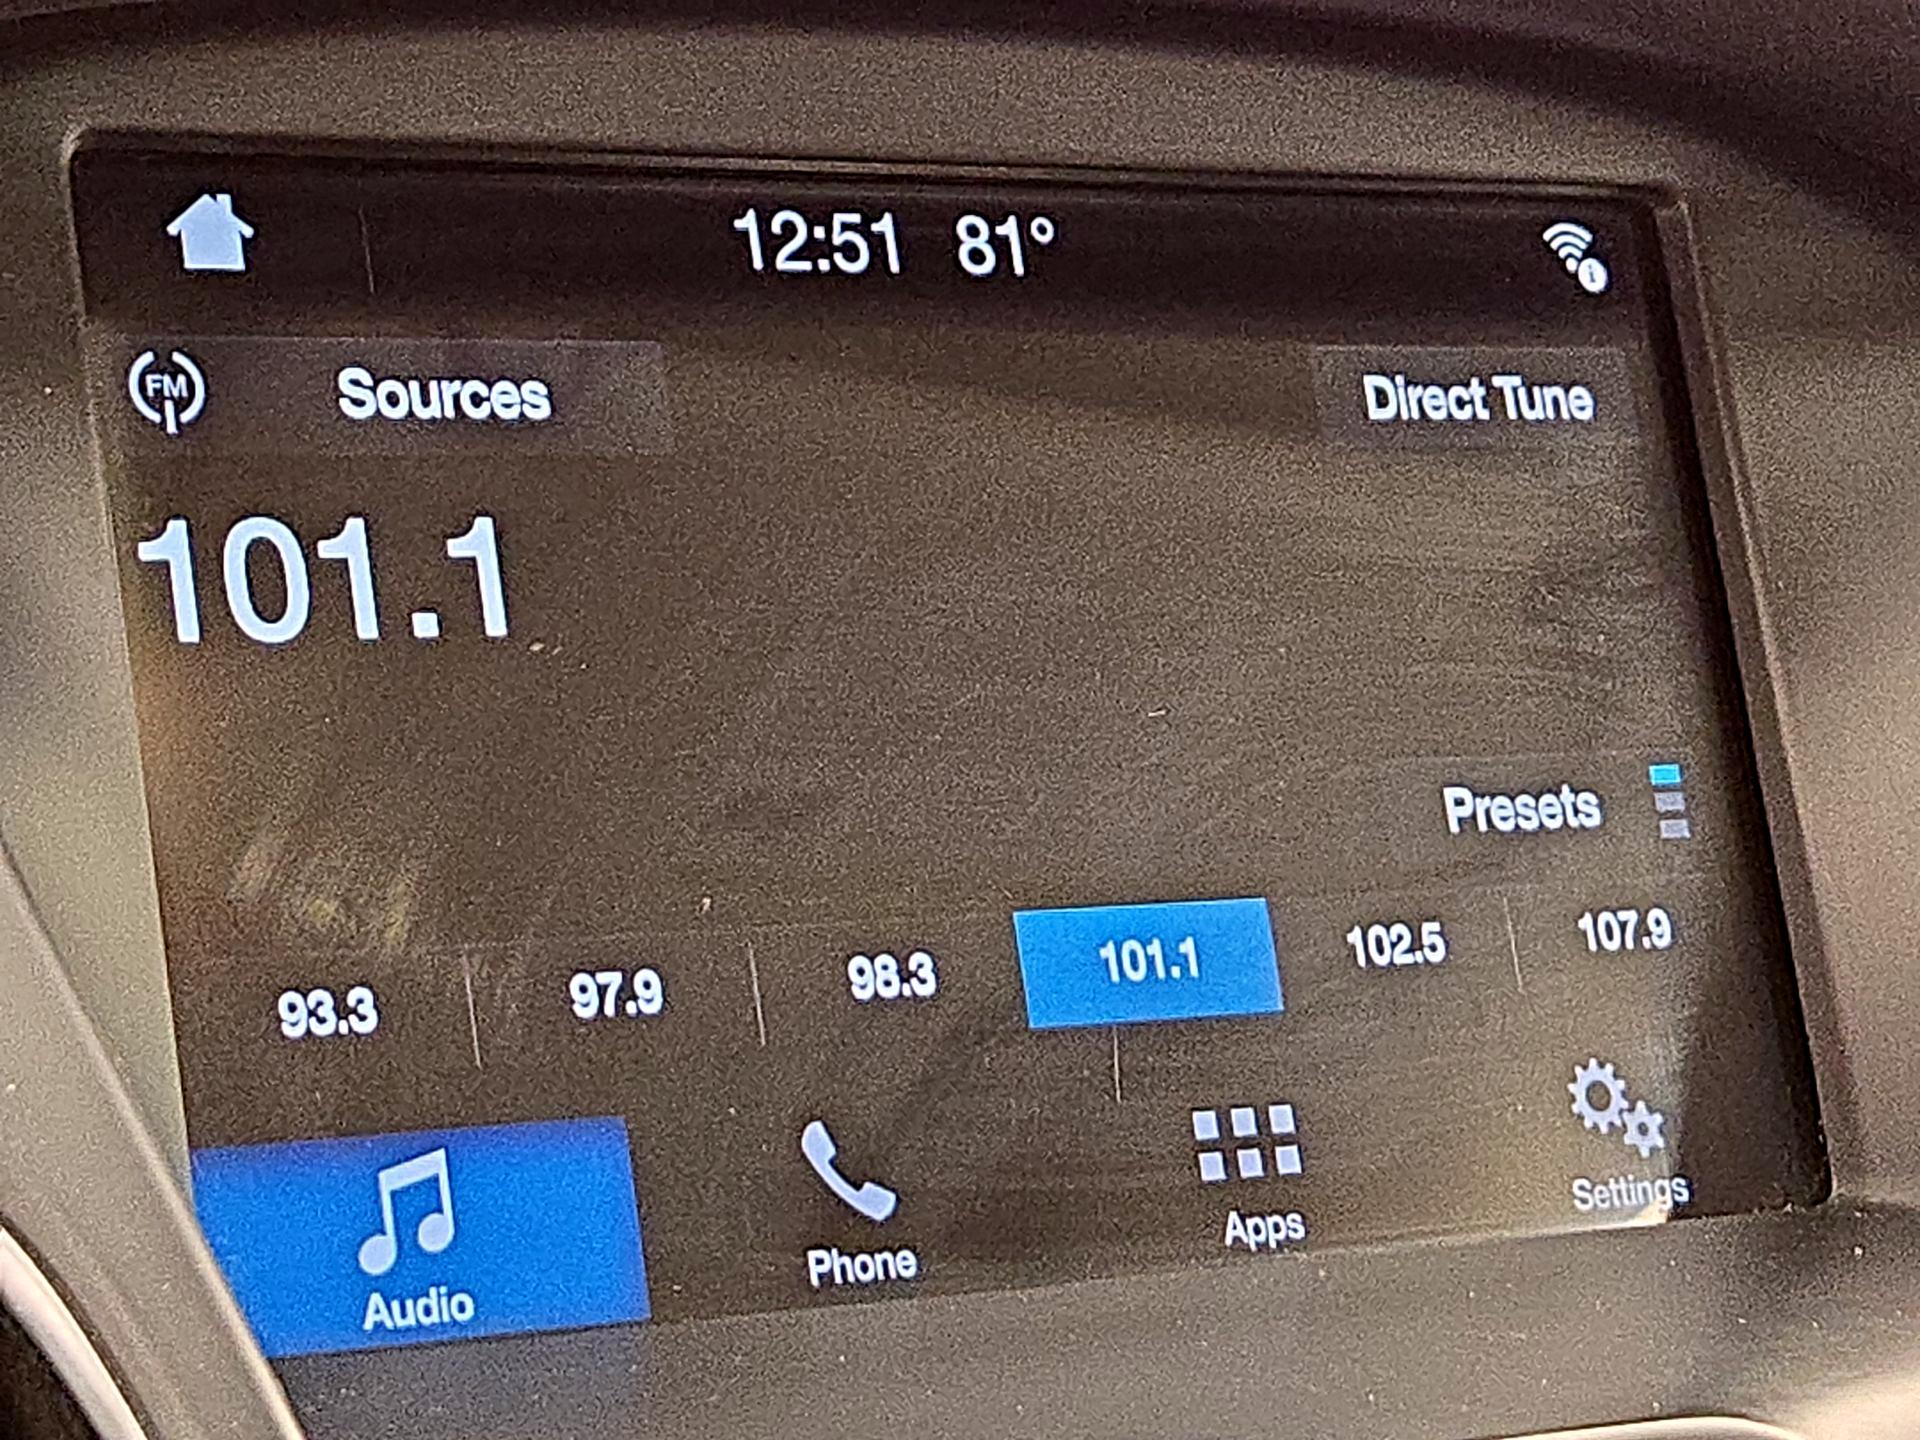 12:51 81°
FM Sources Direct Tune
101.1
Presets
93.3 97.9 98.3 101.1 102.5 107.9
Audio Phone Apps Settings